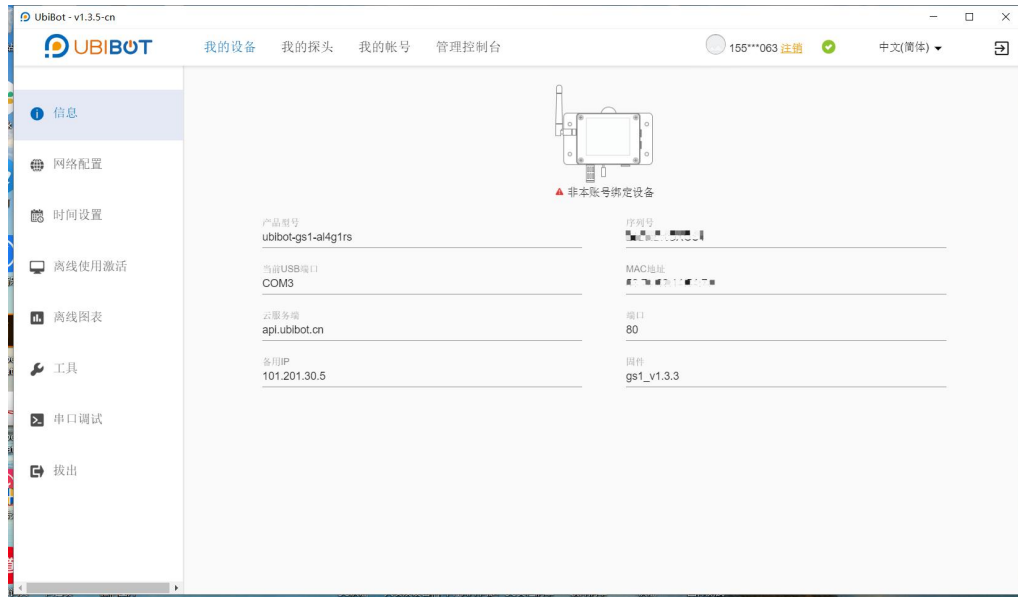 UbiBot - v1.3.5-cn
UBIBOT 我的设备 我的探头 我的帐号 管理控制台 155***063 注销 中文(简体)
信息
网络配置
时间设置
离线使用激活
离线图表
工具
串口调试
拔出
非本账号绑定设备
产品型号
ubibot-gs1-al4g1rs
序列号
当前USB端口
COM3
MAC地址
云服务端
api.ubibot.cn
端口
80
备用IP
101.201.30.5
固件
gs1_v1.3.3